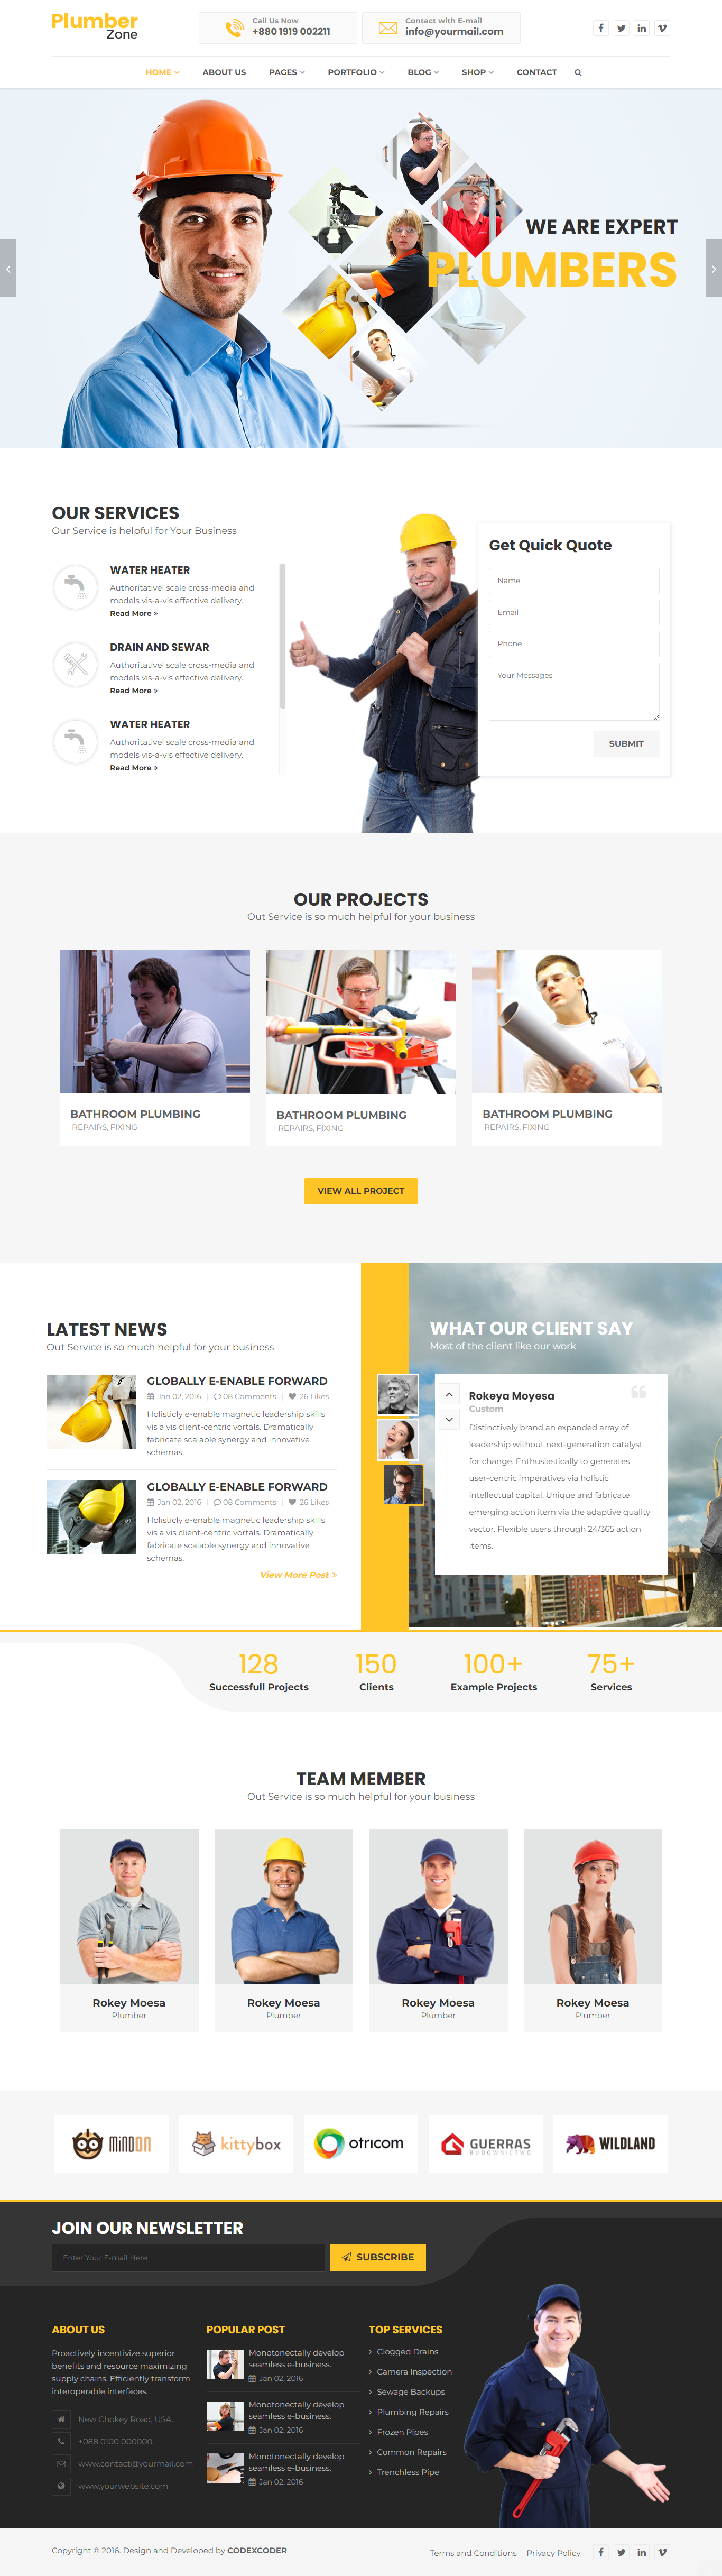 Plumber
Zone
Call Us Now
+880 1919 002211
Contact with E-mail
info@yourmail.com
HOME
ABOUT US
PAGES
PORTFOLIO
BLOG
SHOP
CONTACT
WE ARE EXPERT
PLUMBERS
OUR SERVICES
Our Service is helpful for Your Business
WATER HEATER
Authoritativel scale cross-media and
models vis-a-vis effective delivery.
Read More »
DRAIN AND SEWAR
Authoritativel scale cross-media and
models vis-a-vis effective delivery.
Read More »
WATER HEATER
Authoritativel scale cross-media and
models vis-a-vis effective delivery.
Read More »
Get Quick Quote
Name
Email
Phone
Your Messages
SUBMIT
OUR PROJECTS
Out Service is so much helpful for your business
BATHROOM PLUMBING
REPAIRS, FIXING
BATHROOM PLUMBING
REPAIRS, FIXING
BATHROOM PLUMBING
REPAIRS, FIXING
VIEW ALL PROJECT
LATEST NEWS
Out Service is so much helpful for your business
GLOBALLY E-ENABLE FORWARD
Jan 02, 2016 | 08 Comments | 26 Likes
Holisticly e-enable magnetic leadership skills
vis a vis client-centric vortals. Dramatically
fabricate scalable synergy and innovative
schemas.
GLOBALLY E-ENABLE FORWARD
Jan 02, 2016 | 08 Comments | 26 Likes
Holisticly e-enable magnetic leadership skills
vis a vis client-centric vortals. Dramatically
fabricate scalable synergy and innovative
schemas.
View More Post »
WHAT OUR CLIENT SAY
Most of the client like our work
Rokeya Moyesa
Custom
Distinctively brand an expanded array of
leadership without next-generation catalyst
for change. Enthusiastically to generates
user-centric imperatives via holistic
intellectual capital. Unique and fabricate
emerging action item via the adaptive quality
vector. Flexible users through 24/365 action
items.
128
Successfull Projects
150
Clients
100+
Example Projects
75+
Services
TEAM MEMBER
Out Service is so much helpful for your business
Rokey Moesa
Plumber
Rokey Moesa
Plumber
Rokey Moesa
Plumber
Rokey Moesa
Plumber
MINDON
kittybox
otricom
GUERRAS
BUDOWNICTWO
WILDLAND
JOIN OUR NEWSLETTER
Enter Your E-mail Here
SUBSCRIBE
ABOUT US
Proactively incentivize superior
benefits and resource maximizing
supply chains. Efficiently transform
interoperable interfaces.
New Chokey Road, USA.
+088 0100 000000.
www.contact@yourmail.com
www.yourwebsite.com
POPULAR POST
Monotonectally develop
seamless e-business.
Jan 02, 2016
Monotonectally develop
seamless e-business.
Jan 02, 2016
Monotonectally develop
seamless e-business.
Jan 02, 2016
TOP SERVICES
Clogged Drains
Camera Inspection
Sewage Backups
Plumbing Repairs
Frozen Pipes
Common Repairs
Trenchless Pipe
Copyright © 2016. Design and Developed by CODEXCODER
Terms and Conditions
Privacy Policy